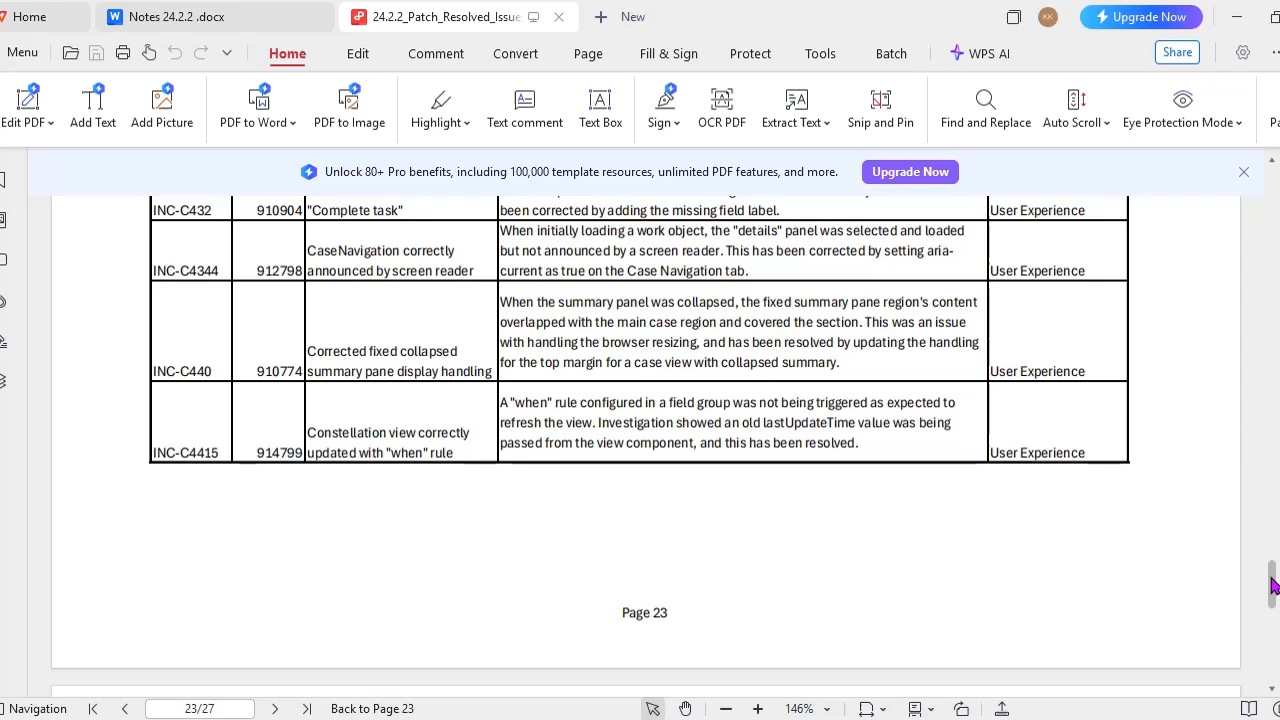 Home
Notes 24.2.2 .docx
24.2.2_Patch_Resolved_Issue
New
KK
Upgrade Now
Menu
Home
Edit
Comment
Convert
Page
Fill & Sign
Protect
Tools
Batch
WPS AI
Share
Edit PDF
Add Text
Add Picture
PDF to Word
PDF to Image
Highlight
Text comment
Text Box
Sign
OCR PDF
Extract Text
Snip and Pin
Find and Replace
Auto Scroll
Eye Protection Mode
Unlock 80+ Pro benefits, including 100,000 template resources, unlimited PDF features, and more.
Upgrade Now
INC-C432
910904
"Complete task"
been corrected by adding the missing field label.
User Experience
INC-C4344
912798
CaseNavigation correctly
announced by screen reader
When initially loading a work object, the "details" panel was selected and loaded
but not announced by a screen reader. This has been corrected by setting aria-
current as true on the Case Navigation tab.
User Experience
INC-C440
910774
Corrected fixed collapsed
summary pane display handling
When the summary panel was collapsed, the fixed summary pane region's content
overlapped with the main case region and covered the section. This was an issue
with handling the browser resizing, and has been resolved by updating the handling
for the top margin for a case view with collapsed summary.
User Experience
INC-C4415
914799
Constellation view correctly
updated with "when" rule
A "when" rule configured in a field group was not being triggered as expected to
refresh the view. Investigation showed an old lastUpdateTime value was being
passed from the view component, and this has been resolved.
User Experience
Page 23
Navigation
23/27
Back to Page 23
146%